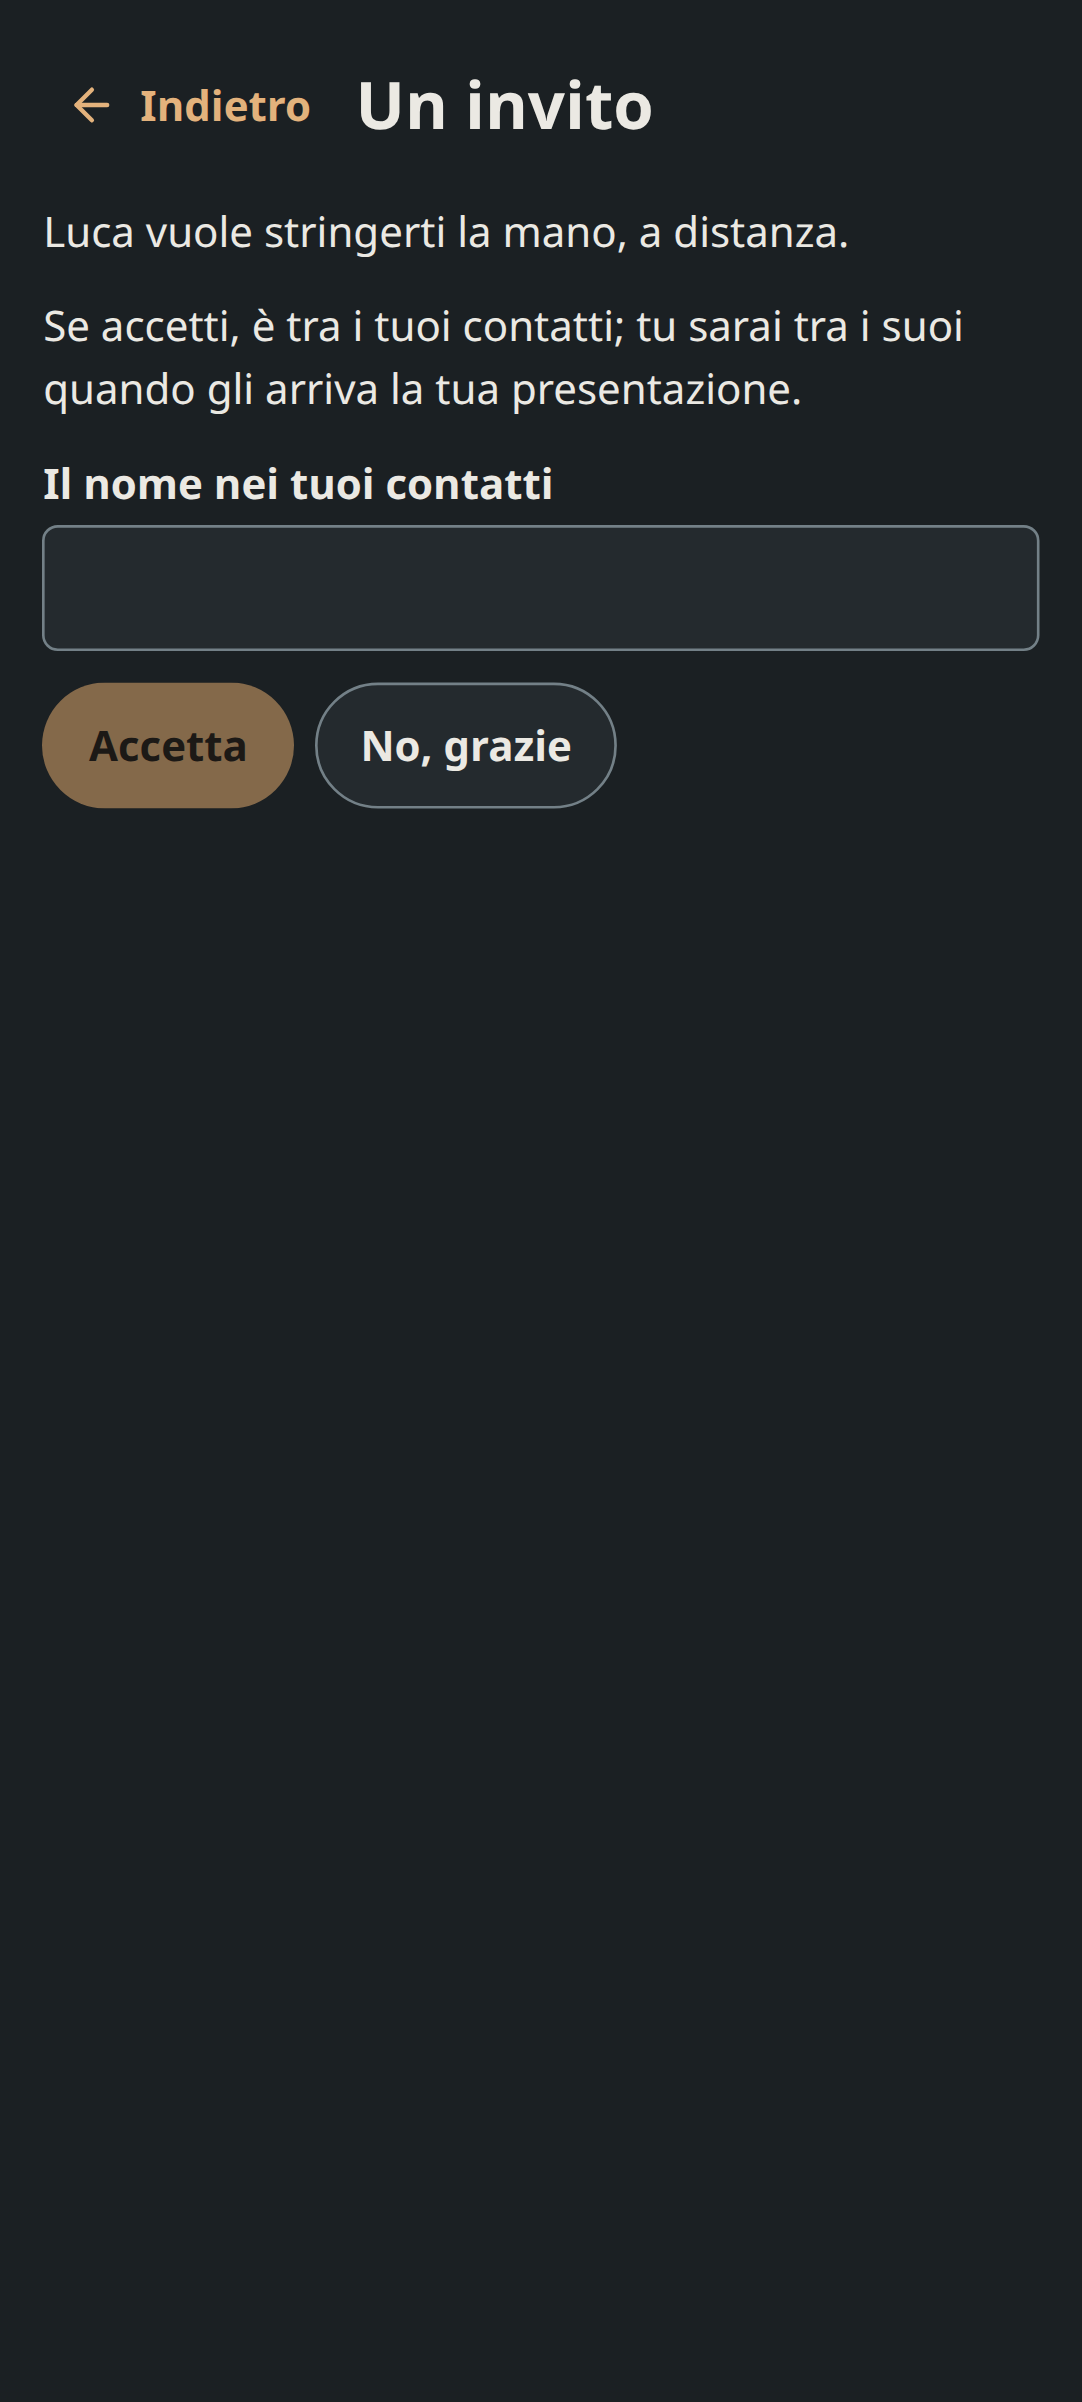 Indietro Un invito
Luca vuole stringerti la mano, a distanza.
Se accetti, è tra i tuoi contatti; tu sarai tra i suoi
quando gli arriva la tua presentazione.
Il nome nei tuoi contatti
Accetta No, grazie